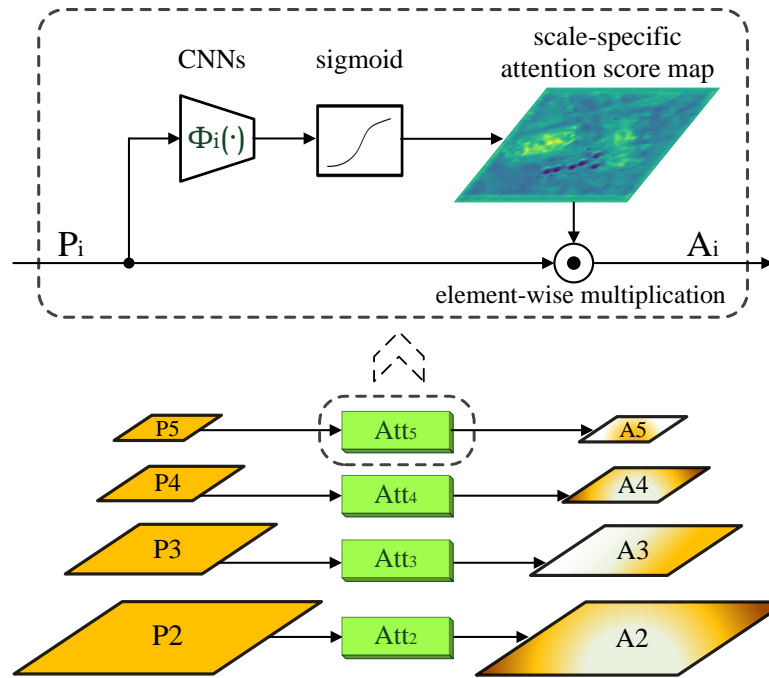 CNNs
sigmoid
scale-specific
attention score map
Φi(·)
Pi
Ai
element-wise multiplication
P5
Att5
A5
P4
Att4
A4
P3
Att3
A3
P2
Att2
A2